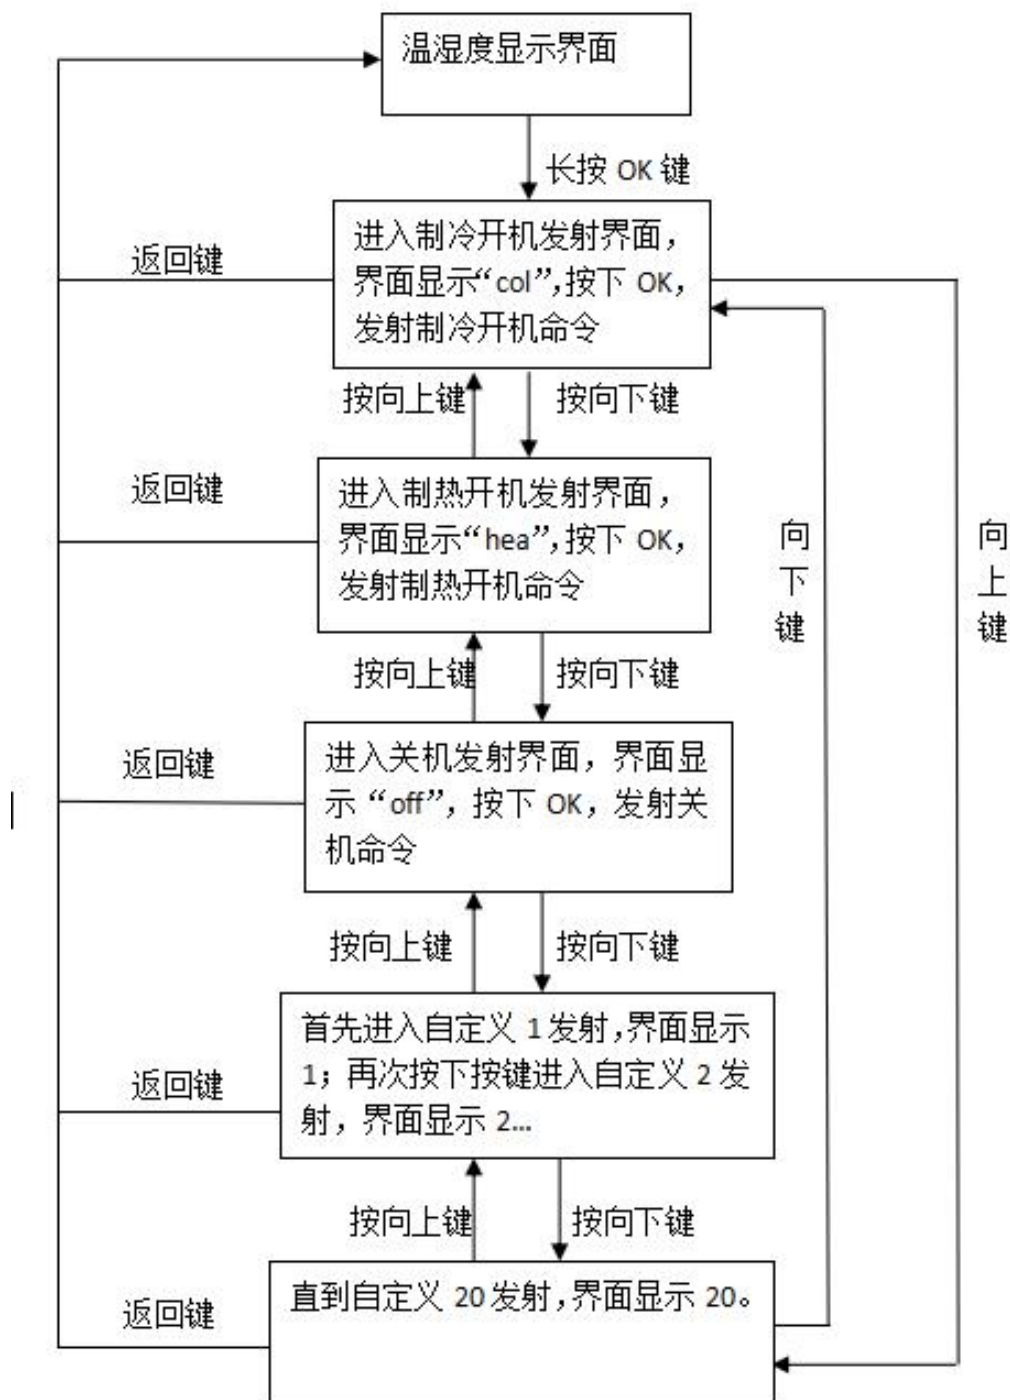 温湿度显示界面
长按 OK 键
返回键
进入制冷开机发射界面，
界面显示“col”,按下 OK，
发射制冷开机命令
按向上键
按向下键
返回键
进入制热开机发射界面，
界面显示“hea”,按下 OK，
发射制热开机命令
向
下
键
向
上
键
按向上键
按向下键
返回键
进入关机发射界面，界面显
示“off”，按下 OK，发射关
机命令
按向上键
按向下键
返回键
首先进入自定义 1 发射,界面显示
1；再次按下按键进入自定义 2 发
射，界面显示 2...
按向上键
按向下键
返回键
直到自定义 20 发射,界面显示 20。